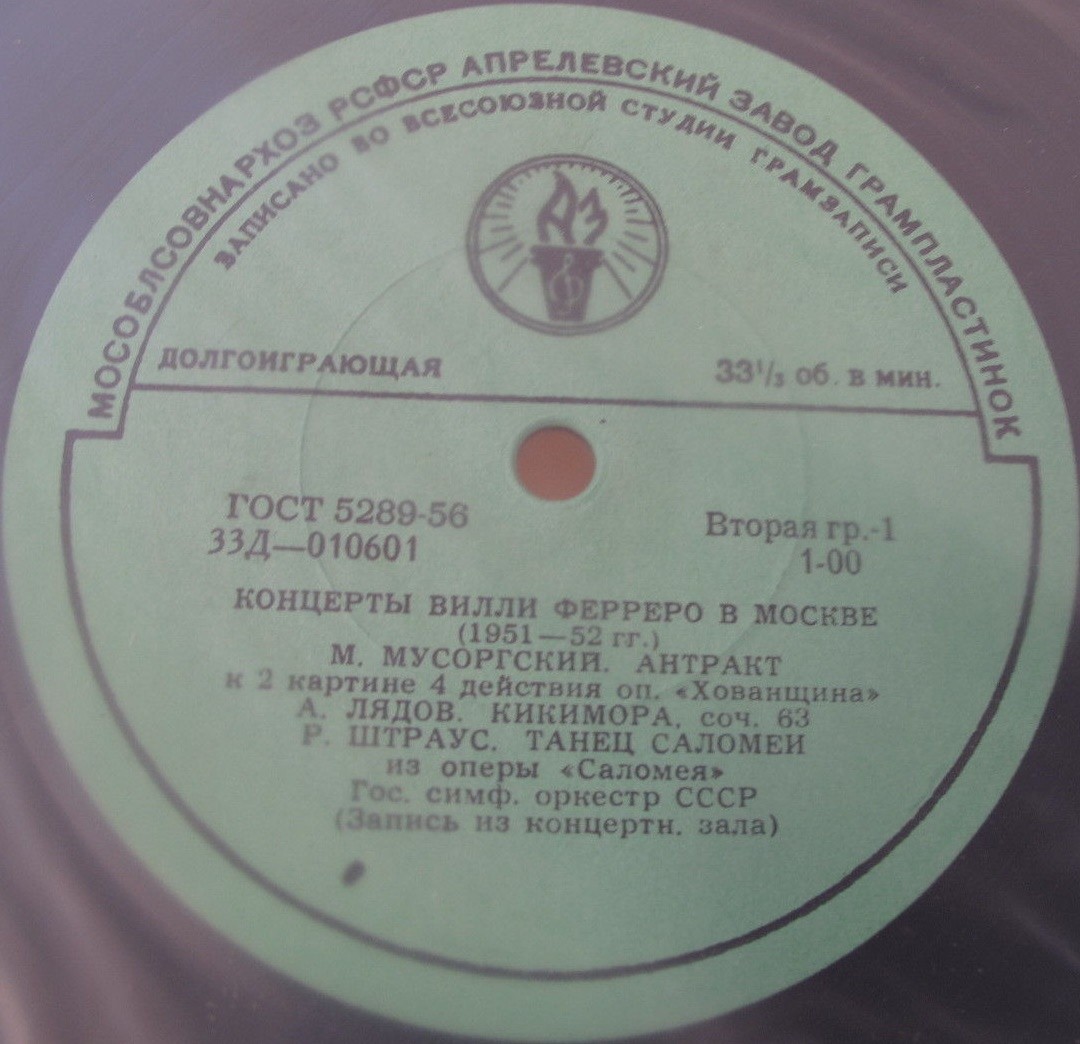 МОСОБЛСОВНАРХОЗ РСФСР АПРЕЛЕВСКИЙ ЗАВОД ГРАМПЛАСТИНОК
ЗАПИСАНО ВО ВСЕСОЮЗНОЙ СТУДИИ ГРАМЗАПИСИ
АЗ
ДОЛГОИГРАЮЩАЯ 33⅓ об. в мин.
ГОСТ 5289-56 Вторая гр.-1
33Д—010601 1-00
КОНЦЕРТЫ ВИЛЛИ ФЕРРЕРО В МОСКВЕ
(1951—52 гг.)
М. МУСОРГСКИЙ. АНТРАКТ
к 2 картине 4 действия оп. «Хованщина»
А. ЛЯДОВ. КИКИМОРА, соч. 63
Р. ШТРАУС. ТАНЕЦ САЛОМЕИ
из оперы «Саломея»
Гос. симф. оркестр СССР
(Запись из концертн. зала)